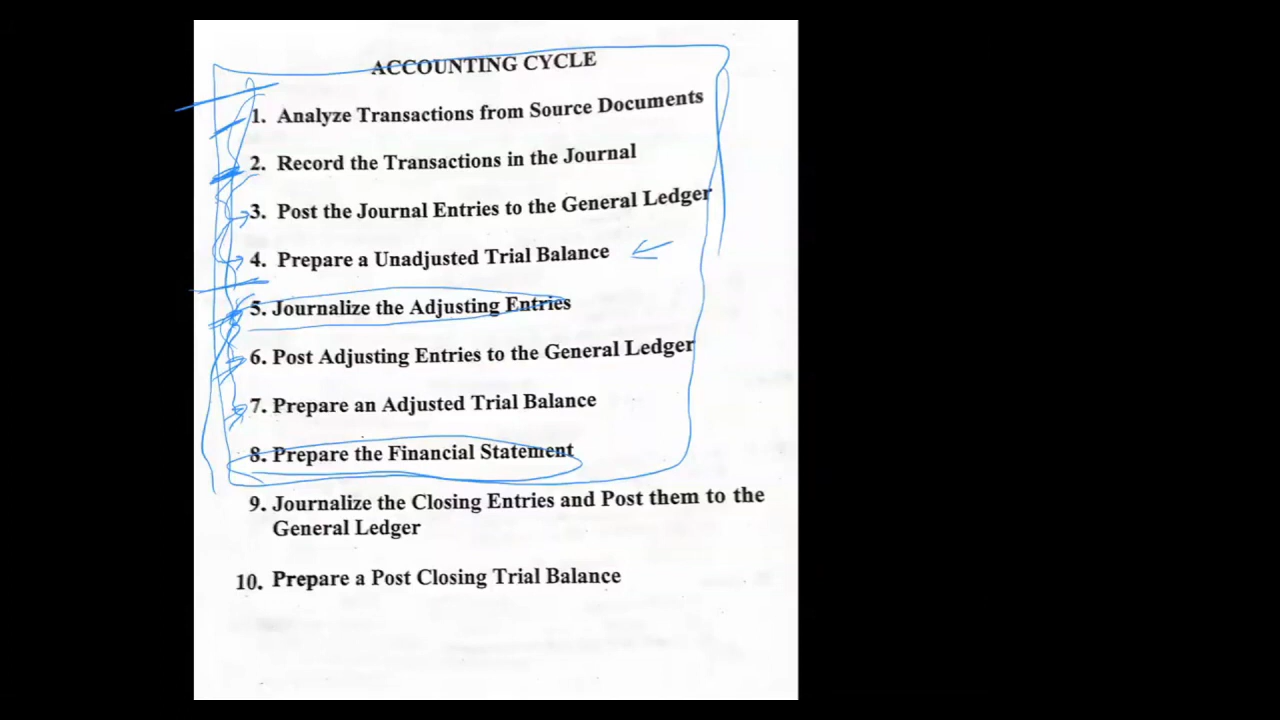 ACCOUNTING CYCLE
1. Analyze Transactions from Source Documents
2. Record the Transactions in the Journal
3. Post the Journal Entries to the General Ledger
4. Prepare a Unadjusted Trial Balance
5. Journalize the Adjusting Entries
6. Post Adjusting Entries to the General Ledger
7. Prepare an Adjusted Trial Balance
8. Prepare the Financial Statement
9. Journalize the Closing Entries and Post them to the
General Ledger
10. Prepare a Post Closing Trial Balance